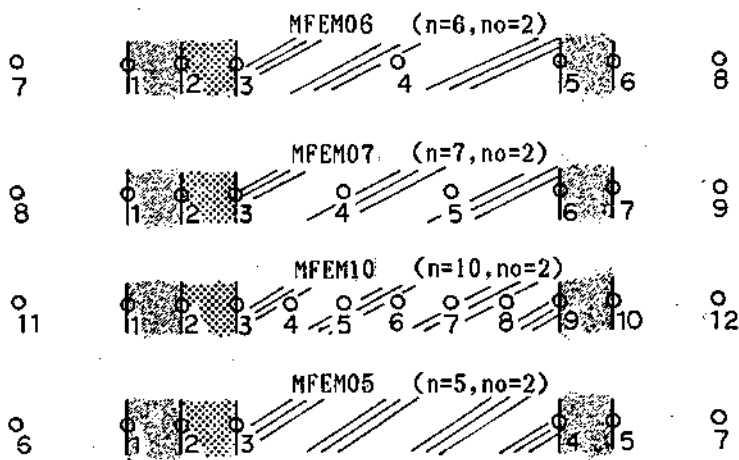 MFEM06 (n=6,no=2)
7 1 2 3 4 5 6 8
MFEM07 (n=7,no=2)
8 1 2 3 4 5 6 7 9
MFEM10 (n=10,no=2)
11 1 2 3 4 5 6 7 8 9 10 12
MFEM05 (n=5,no=2)
6 1 2 3 4 5 7